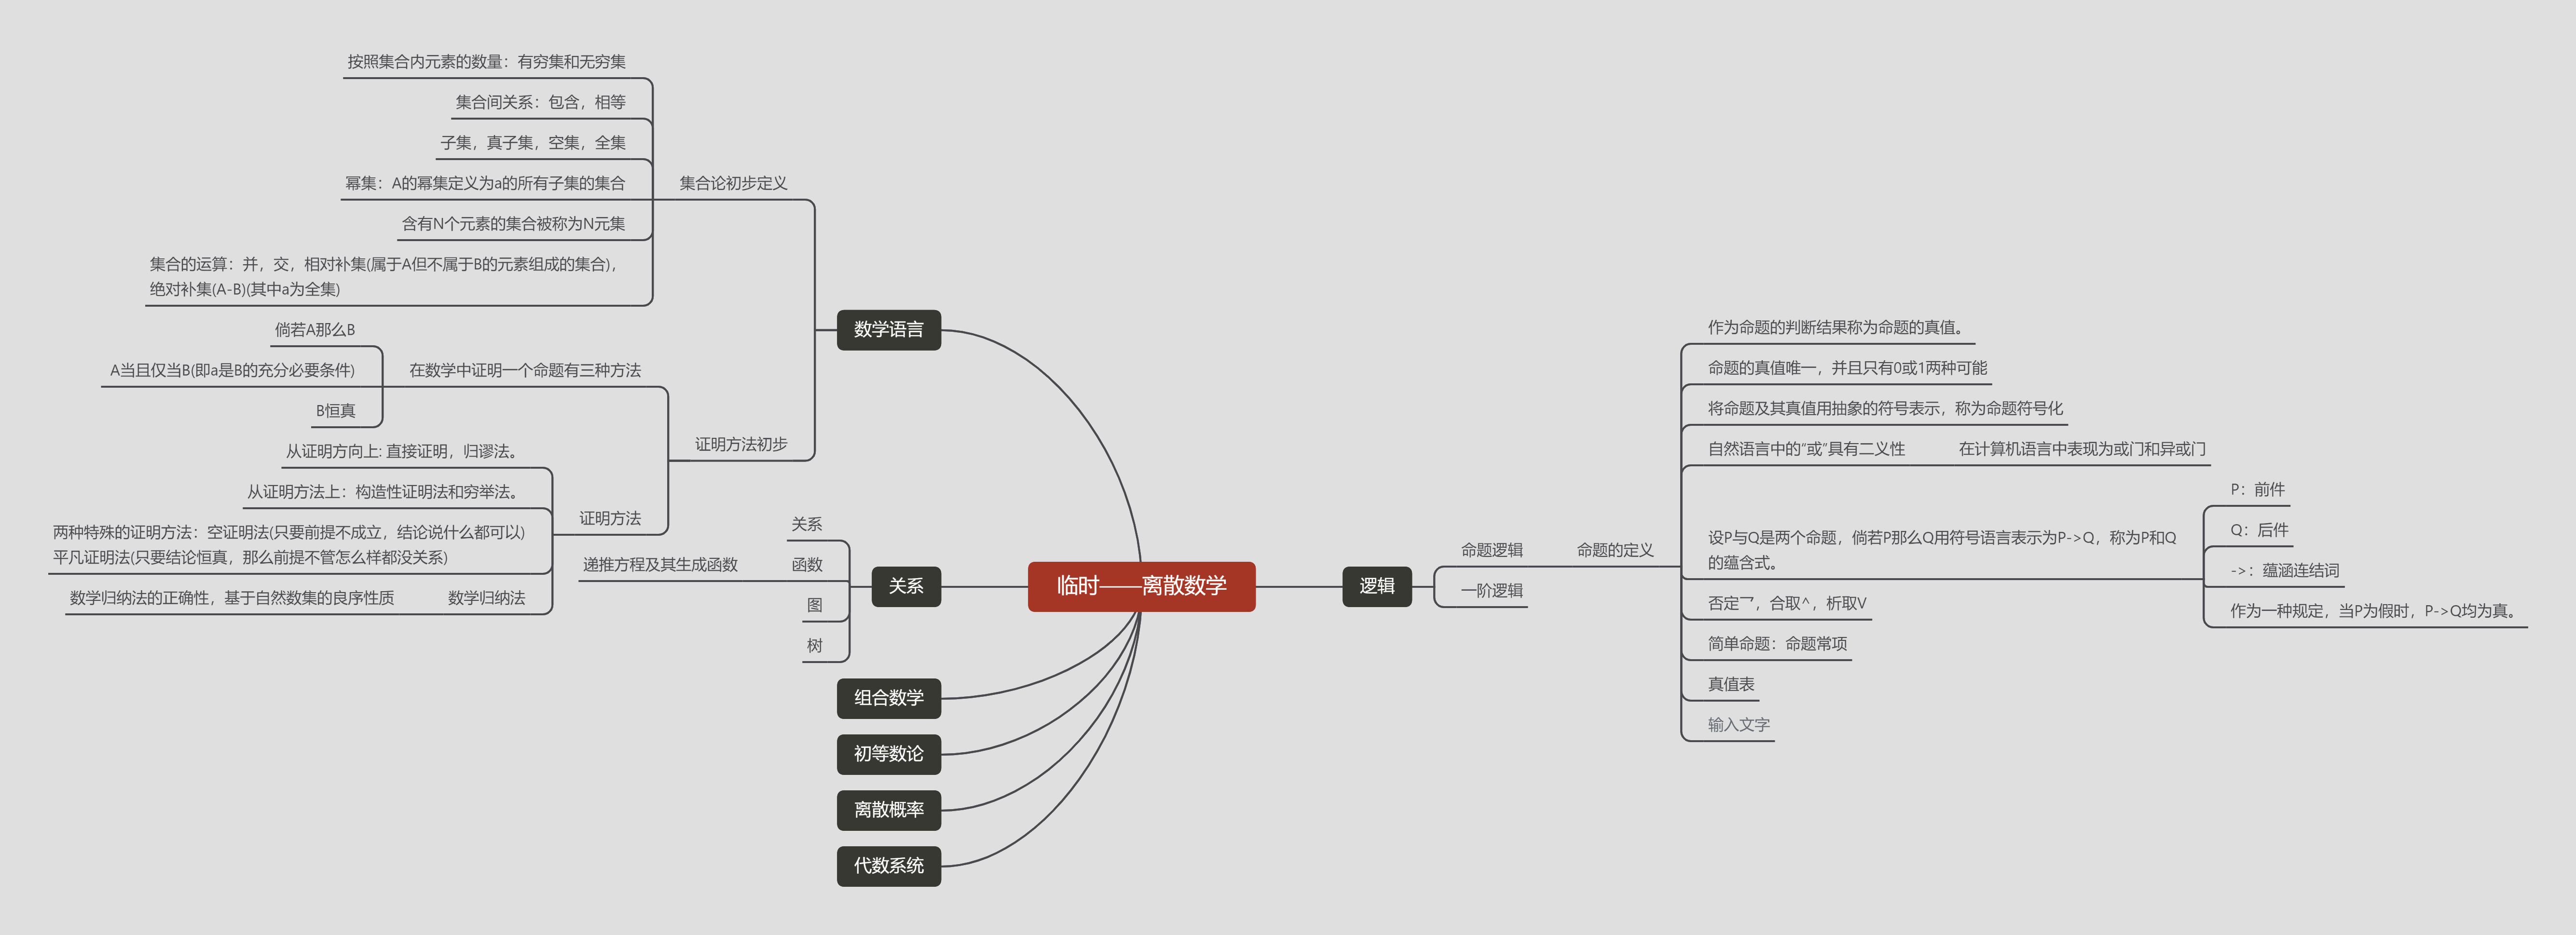 临时——离散数学
数学语言
集合论初步定义
按照集合内元素的数量：有穷集和无穷集
集合间关系：包含，相等
子集，真子集，空集，全集
幂集：A的幂集定义为a的所有子集的集合
含有N个元素的集合被称为N元集
集合的运算：并，交，相对补集(属于A但不属于B的元素组成的集合)，
绝对补集(A-B)(其中a为全集)
证明方法初步
在数学中证明一个命题有三种方法
倘若A那么B
A当且仅当B(即a是B的充分必要条件)
B恒真
证明方法
从证明方向上: 直接证明，归谬法。
从证明方法上：构造性证明法和穷举法。
两种特殊的证明方法：空证明法(只要前提不成立，结论说什么都可以)
平凡证明法(只要结论恒真，那么前提不管怎么样都没关系)
数学归纳法
数学归纳法的正确性，基于自然数集的良序性质
关系
关系
函数
递推方程及其生成函数
图
树
组合数学
初等数论
离散概率
代数系统
逻辑
命题逻辑
命题的定义
作为命题的判断结果称为命题的真值。
命题的真值唯一，并且只有0或1两种可能
将命题及其真值用抽象的符号表示，称为命题符号化
自然语言中的“或”具有二义性
在计算机语言中表现为或门和异或门
设P与Q是两个命题，倘若P那么Q用符号语言表示为P->Q，称为P和Q
的蕴含式。
P：前件
Q：后件
->：蕴涵连结词
作为一种规定，当P为假时，P->Q均为真。
否定乛，合取^，析取V
简单命题：命题常项
真值表
输入文字
一阶逻辑